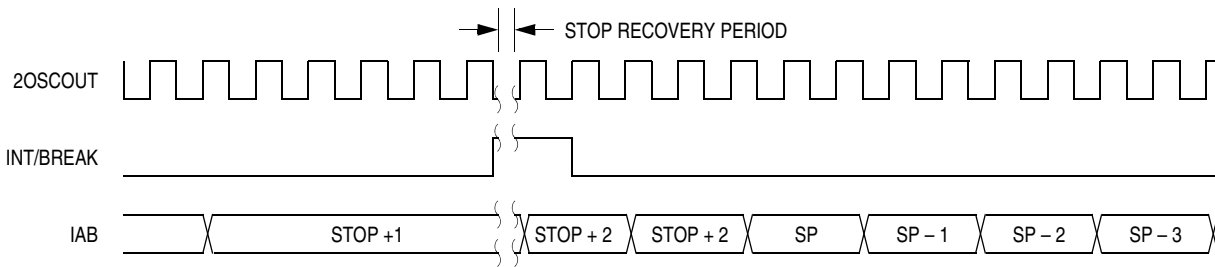 STOP RECOVERY PERIOD
2OSCOUT
INT/BREAK
IAB STOP +1 STOP + 2 STOP + 2 SP SP – 1 SP – 2 SP – 3